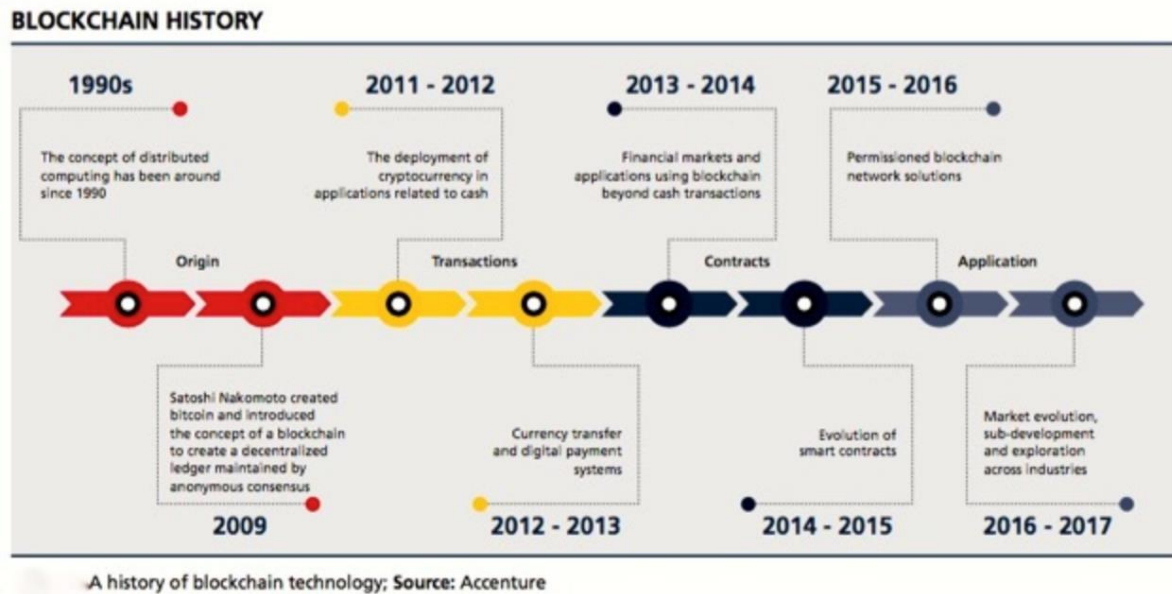 BLOCKCHAIN HISTORY
1990s
The concept of distributed
computing has been around
since 1990
2011 - 2012
The deployment of
cryptocurrency in
applications related to cash
2013 - 2014
Financial markets and
applications using blockchain
beyond cash transactions
2015 - 2016
Permissioned blockchain
network solutions
Origin
Transactions
Contracts
Application
Satoshi Nakomoto created
bitcoin and introduced
the concept of a blockchain
to create a decentralized
ledger maintained by
anonymous consensus
2009
Currency transfer
and digital payment
systems
2012 - 2013
Evolution of
smart contracts
2014 - 2015
Market evolution,
sub-development
and exploration
across industries
2016 - 2017
A history of blockchain technology; Source: Accenture